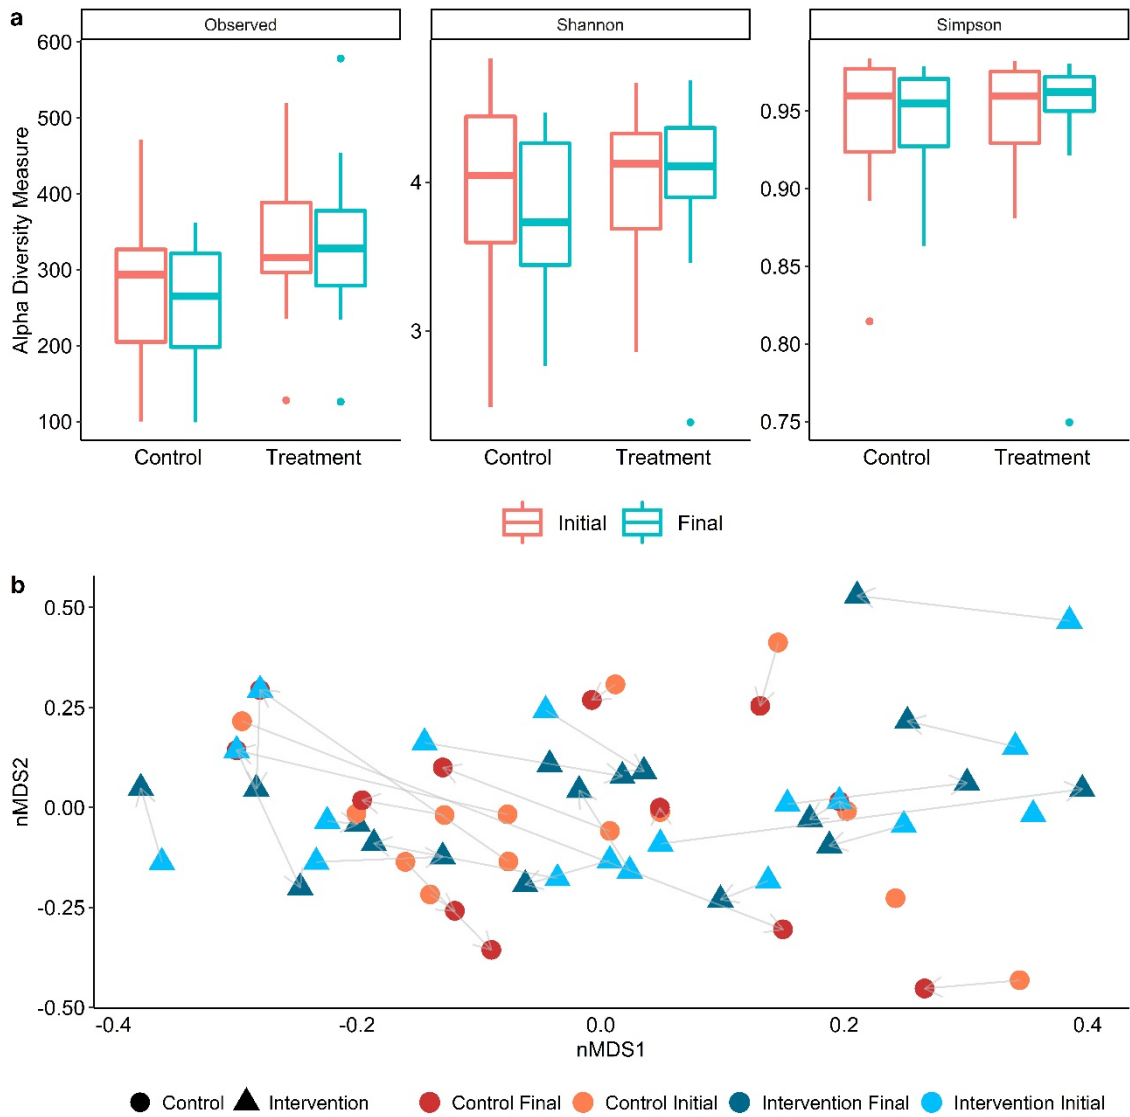 a
Observed Shannon Simpson
Alpha Diversity Measure
600
500
400
300
200
100
4
3
0.95
0.90
0.85
0.80
0.75
Control Treatment Control Treatment Control Treatment
Initial Final
b
nMDS2
0.50
0.25
0.00
-0.25
-0.50
-0.4 -0.2 0.0 0.2 0.4
nMDS1
Control Intervention Control Final Control Initial Intervention Final Intervention Initial